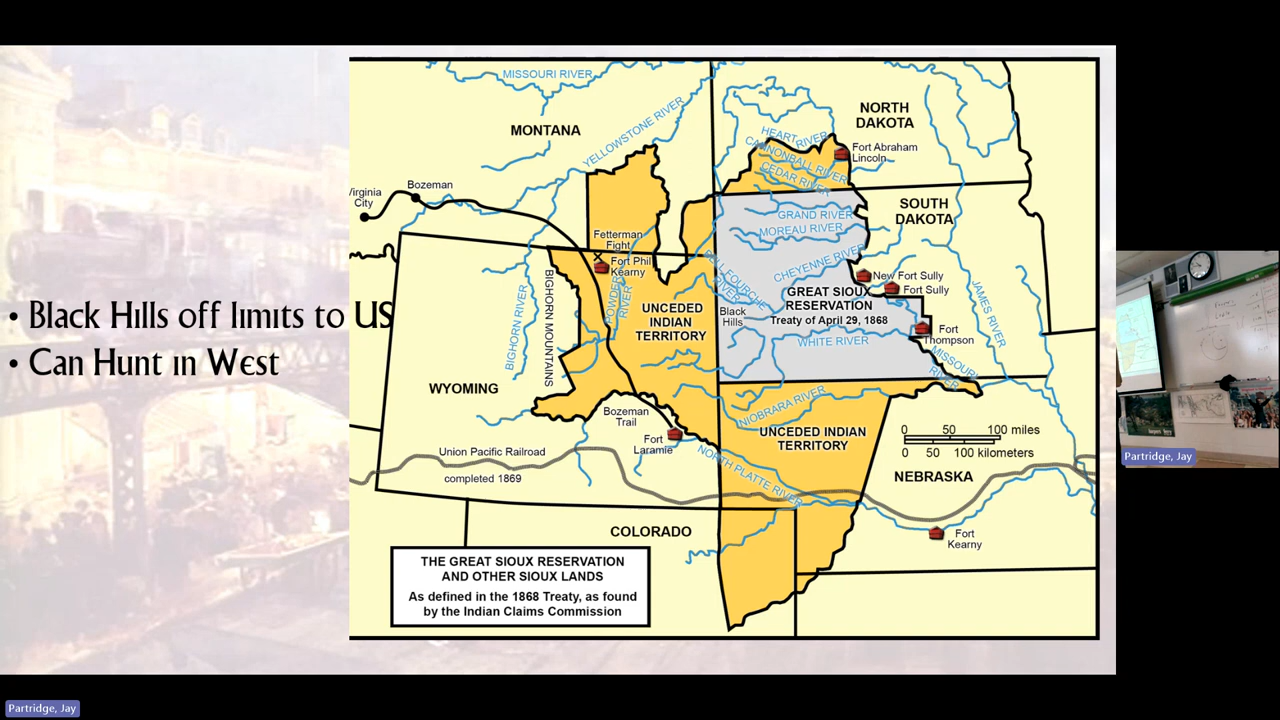 • Black Hills off limits to US
• Can Hunt in West
MISSOURI RIVER
MONTANA
YELLOWSTONE RIVER
NORTH
DAKOTA
HEART RIVER
CANNONBALL RIVER
CEDAR RIVER
Fort Abraham
Lincoln
Bozeman
Virginia
City
SOUTH
DAKOTA
GRAND RIVER
MOREAU RIVER
Fetterman
Fight
Fort Phil
Kearny
CHEYENNE RIVER
New Fort Sully
Fort Sully
BIGHORN RIVER
BIGHORN MOUNTAINS
POWDER
RIVER
UNCEDED
INDIAN
TERRITORY
FOURCHE
RIVER
Black
Hills
GREAT SIOUX
RESERVATION
Treaty of April 29, 1868
JAMES RIVER
Fort
Thompson
WHITE RIVER
MISSOURI
RIVER
WYOMING
NIOBRARA RIVER
Bozeman
Trail
Fort
Laramie
UNCEDED INDIAN
TERRITORY
0 50 100 miles
0 50 100 kilometers
Union Pacific Railroad
completed 1869
NORTH PLATTE RIVER
NEBRASKA
COLORADO
Fort
Kearny
THE GREAT SIOUX RESERVATION
AND OTHER SIOUX LANDS
As defined in the 1868 Treaty, as found
by the Indian Claims Commission
Partridge, Jay
Partridge, Jay